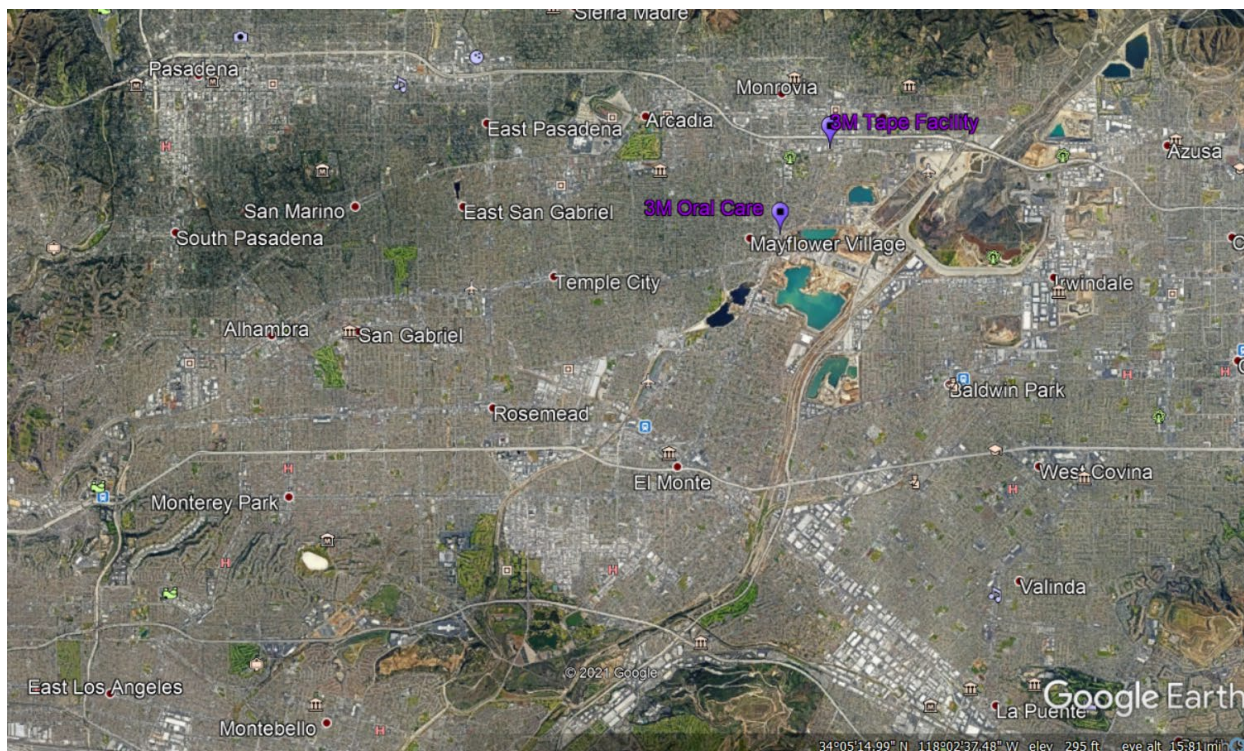 Sierra Madre
Pasadena
Monrovia
3M Tape Facility
East Pasadena
Arcadia
Azusa
San Marino
East San Gabriel
3M Oral Care
South Pasadena
Mayflower Village
Temple City
Irwindale
Alhambra
San Gabriel
Baldwin Park
Rosemead
El Monte
West Covina
Monterey Park
Valinda
© 2021 Google
East Los Angeles
Montebello
La Puente
Google Earth
34°05'14.99" N 118°02'37.48" W elev 295 ft eye alt 15.81 mi